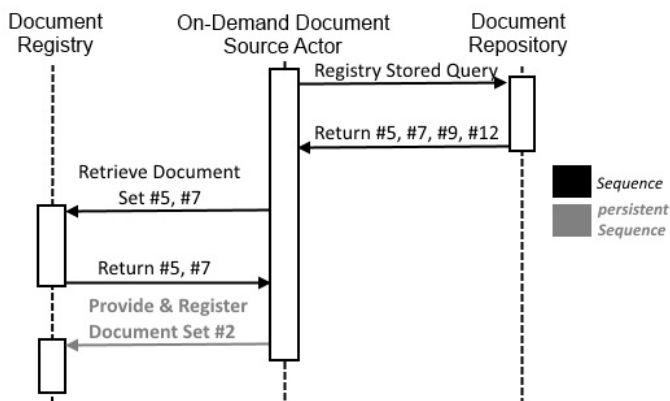 Document
Registry
On-Demand Document
Source Actor
Document
Repository
Registry Stored Query
Return #5, #7, #9, #12
Retrieve Document
Set #5, #7
Return #5, #7
Provide & Register
Document Set #2
Sequence
persistent
Sequence